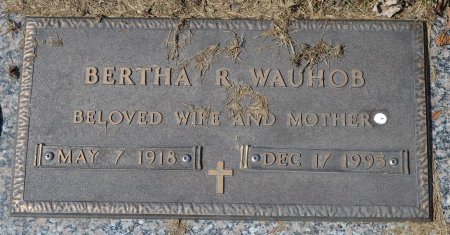 BERTHA R WAUHOB
BELOVED WIFE AND MOTHER
MAY 7 1918 DEC 17 1995